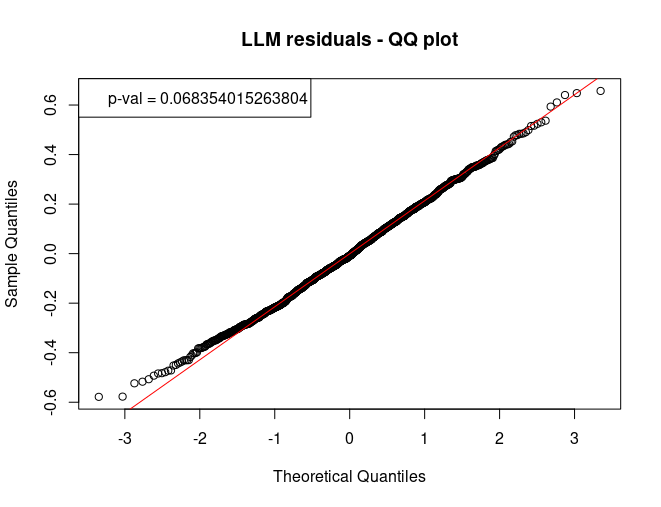 LLM residuals - QQ plot
p-val = 0.068354015263804
Sample Quantiles
0.6
0.4
0.2
0.0
-0.2
-0.4
-0.6
-3 -2 -1 0 1 2 3
Theoretical Quantiles